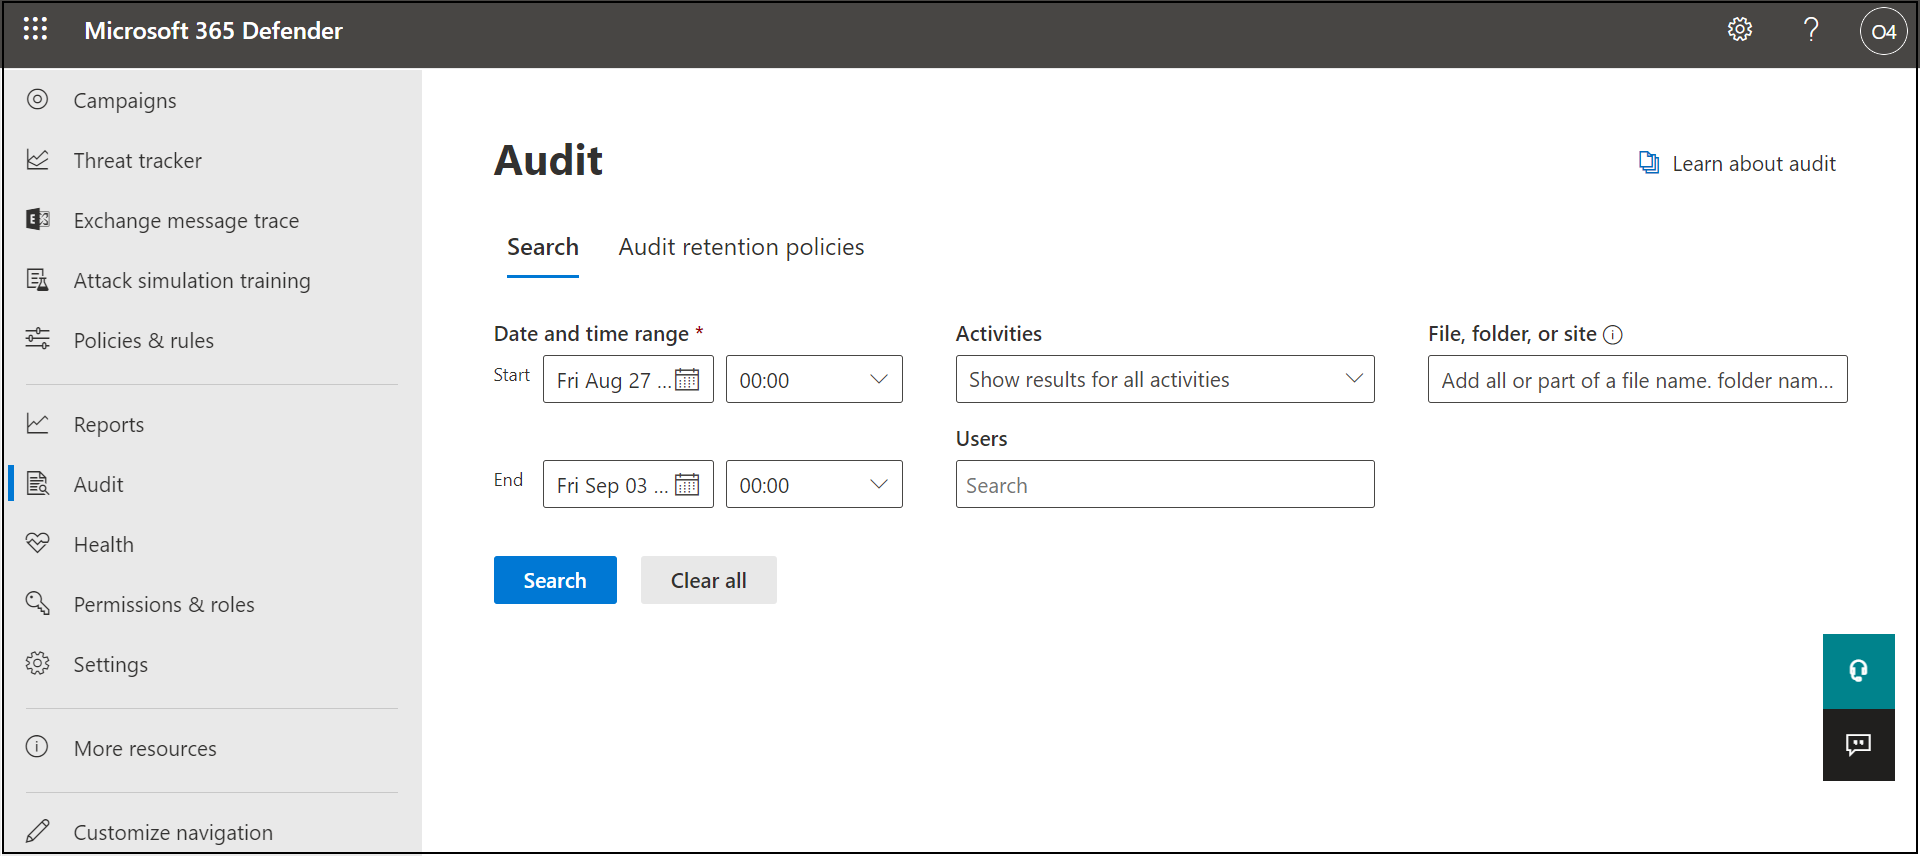 Microsoft 365 Defender
O4
Campaigns
Threat tracker
Exchange message trace
Attack simulation training
Policies & rules
Reports
Audit
Health
Permissions & roles
Settings
More resources
Customize navigation
Audit
Learn about audit
Search
Audit retention policies
Date and time range *
Start
Fri Aug 27 ...
00:00
End
Fri Sep 03 ...
00:00
Activities
Show results for all activities
Users
Search
File, folder, or site
Add all or part of a file name. folder nam...
Search
Clear all